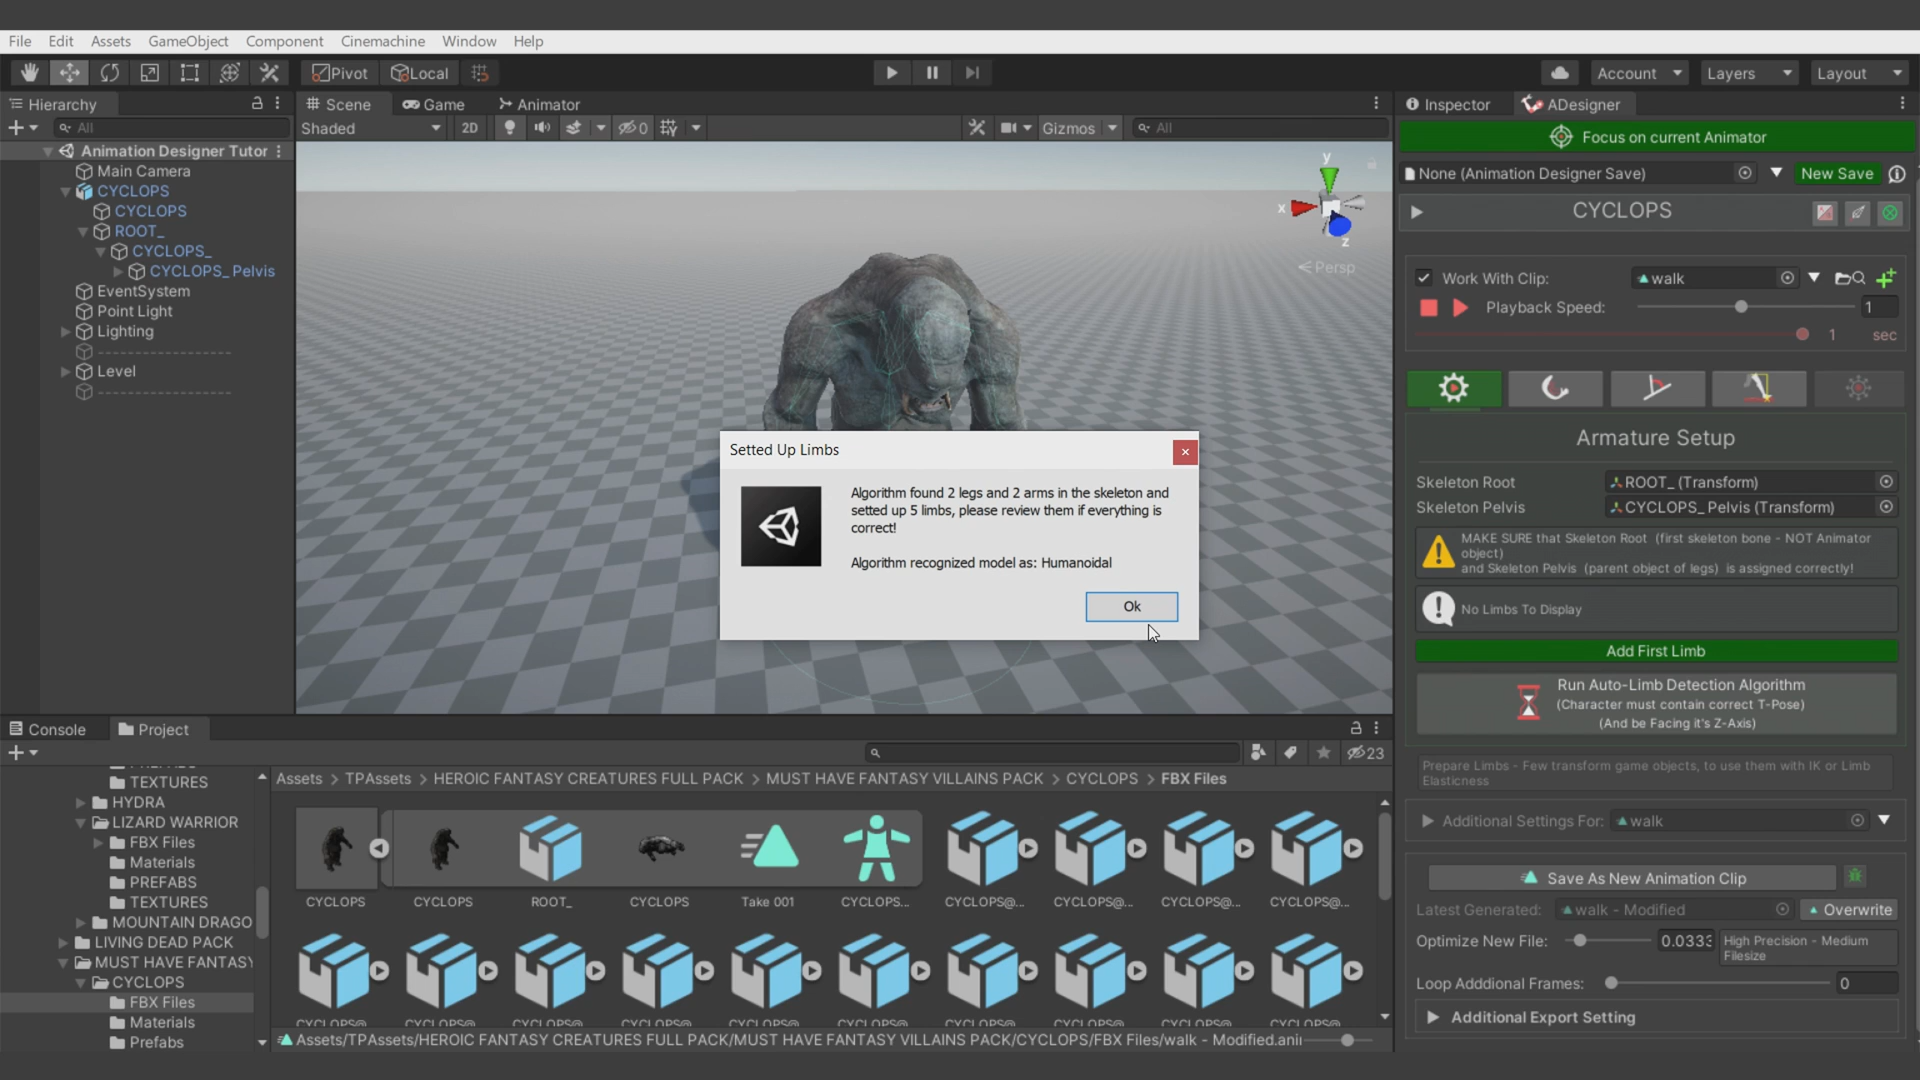 File Edit Assets GameObject Component Cinemachine Window Help
Pivot Local Account Layers Layout
Hierarchy
All
Animation Designer Tutor
Main Camera
CYCLOPS
CYCLOPS
ROOT_
CYCLOPS_
CYCLOPS_Pelvis
EventSystem
Point Light
Lighting
--------------------
Level
--------------------
Scene Game Animator
Shaded 2D 0 Gizmos All
y
x
z
Persp
Setted Up Limbs
Algorithm found 2 legs and 2 arms in the skeleton and
setted up 5 limbs, please review them if everything is
correct!
Algorithm recognized model as: Humanoidal
Ok
Inspector ADesigner
Focus on current Animator
None (Animation Designer Save) New Save
CYCLOPS
Work With Clip: walk
Playback Speed: 1
1 sec
Armature Setup
Skeleton Root ROOT_ (Transform)
Skeleton Pelvis CYCLOPS_Pelvis (Transform)
MAKE SURE that Skeleton Root (first skeleton bone - NOT Animator
object)
and Skeleton Pelvis (parent object of legs) is assigned correctly!
No Limbs To Display
Add First Limb
Run Auto-Limb Detection Algorithm
(Character must contain correct T-Pose)
(And be Facing it's Z-Axis)
Prepare Limbs - Few transform game objects, to use them with IK or Limb
Elasticness
Additional Settings For: walk
Save As New Animation Clip
Latest Generated: walk - Modified Overwrite
Optimize New File: 0.0333 High Precision - Medium
Filesize
Loop Adddional Frames: 0
Additional Export Setting
Console Project
23
TEXTURES
HYDRA
LIZARD WARRIOR
FBX Files
Materials
PREFABS
TEXTURES
MOUNTAIN DRAGO
LIVING DEAD PACK
MUST HAVE FANTASY
CYCLOPS
FBX Files
Materials
Prefabs
Assets > TPAssets > HEROIC FANTASY CREATURES FULL PACK > MUST HAVE FANTASY VILLAINS PACK > CYCLOPS > FBX Files
CYCLOPS CYCLOPS ROOT_ CYCLOPS Take 001 CYCLOPS... CYCLOPS@... CYCLOPS@... CYCLOPS@... CYCLOPS@...
CYCLOPS@ CYCLOPS@ CYCLOPS@ CYCLOPS@ CYCLOPS@ CYCLOPS@ CYCLOPS@ CYCLOPS@ CYCLOPS@ CYCLOPS@
Assets/TPAssets/HEROIC FANTASY CREATURES FULL PACK/MUST HAVE FANTASY VILLAINS PACK/CYCLOPS/FBX Files/walk - Modified.ani